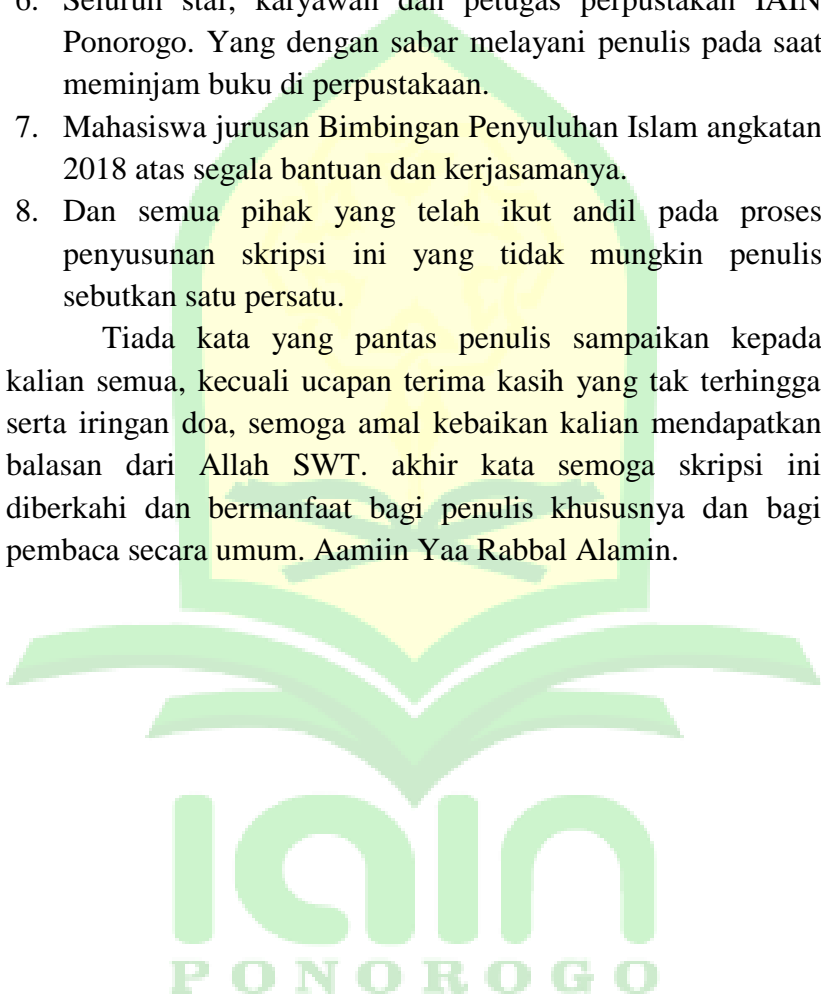 6. Seluruh staf, karyawan dan petugas perpustakan IAIN
Ponorogo. Yang dengan sabar melayani penulis pada saat
meminjam buku di perpustakaan.
7. Mahasiswa jurusan Bimbingan Penyuluhan Islam angkatan
2018 atas segala bantuan dan kerjasamanya.
8. Dan semua pihak yang telah ikut andil pada proses
penyusunan skripsi ini yang tidak mungkin penulis
sebutkan satu persatu.
Tiada kata yang pantas penulis sampaikan kepada
kalian semua, kecuali ucapan terima kasih yang tak terhingga
serta iringan doa, semoga amal kebaikan kalian mendapatkan
balasan dari Allah SWT. akhir kata semoga skripsi ini
diberkahi dan bermanfaat bagi penulis khususnya dan bagi
pembaca secara umum. Aamiin Yaa Rabbal Alamin.
IAIN
PONOROGO